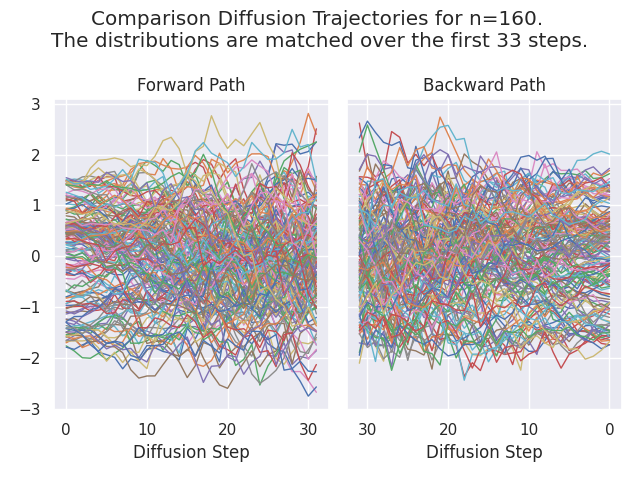 Comparison Diffusion Trajectories for n=160.
The distributions are matched over the first 33 steps.
Forward Path
Backward Path
3
2
1
0
−1
−2
−3
0
10
20
30
30
20
10
0
Diffusion Step
Diffusion Step